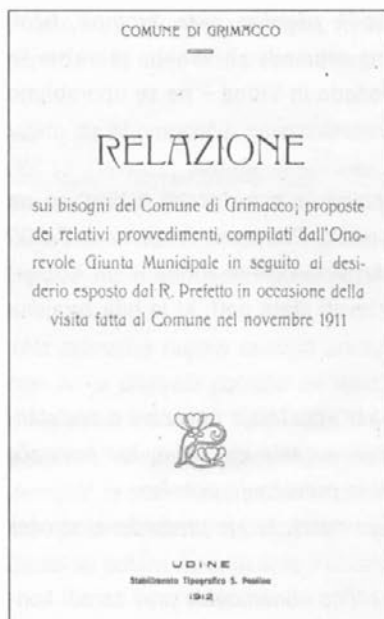 COMUNE DI GRIMACCO
RELAZIONE
sui bisogni del Comune di Grimacco; proposte
dei relativi provvedimenti, compilati dall'Ono-
revole Giunta Municipale in seguito al desi-
derio esposto dal R. Prefetto in occasione della
visita fatta al Comune nel novembre 1911
UDINE
Stabilimento Tipografico S. Paolino
1912